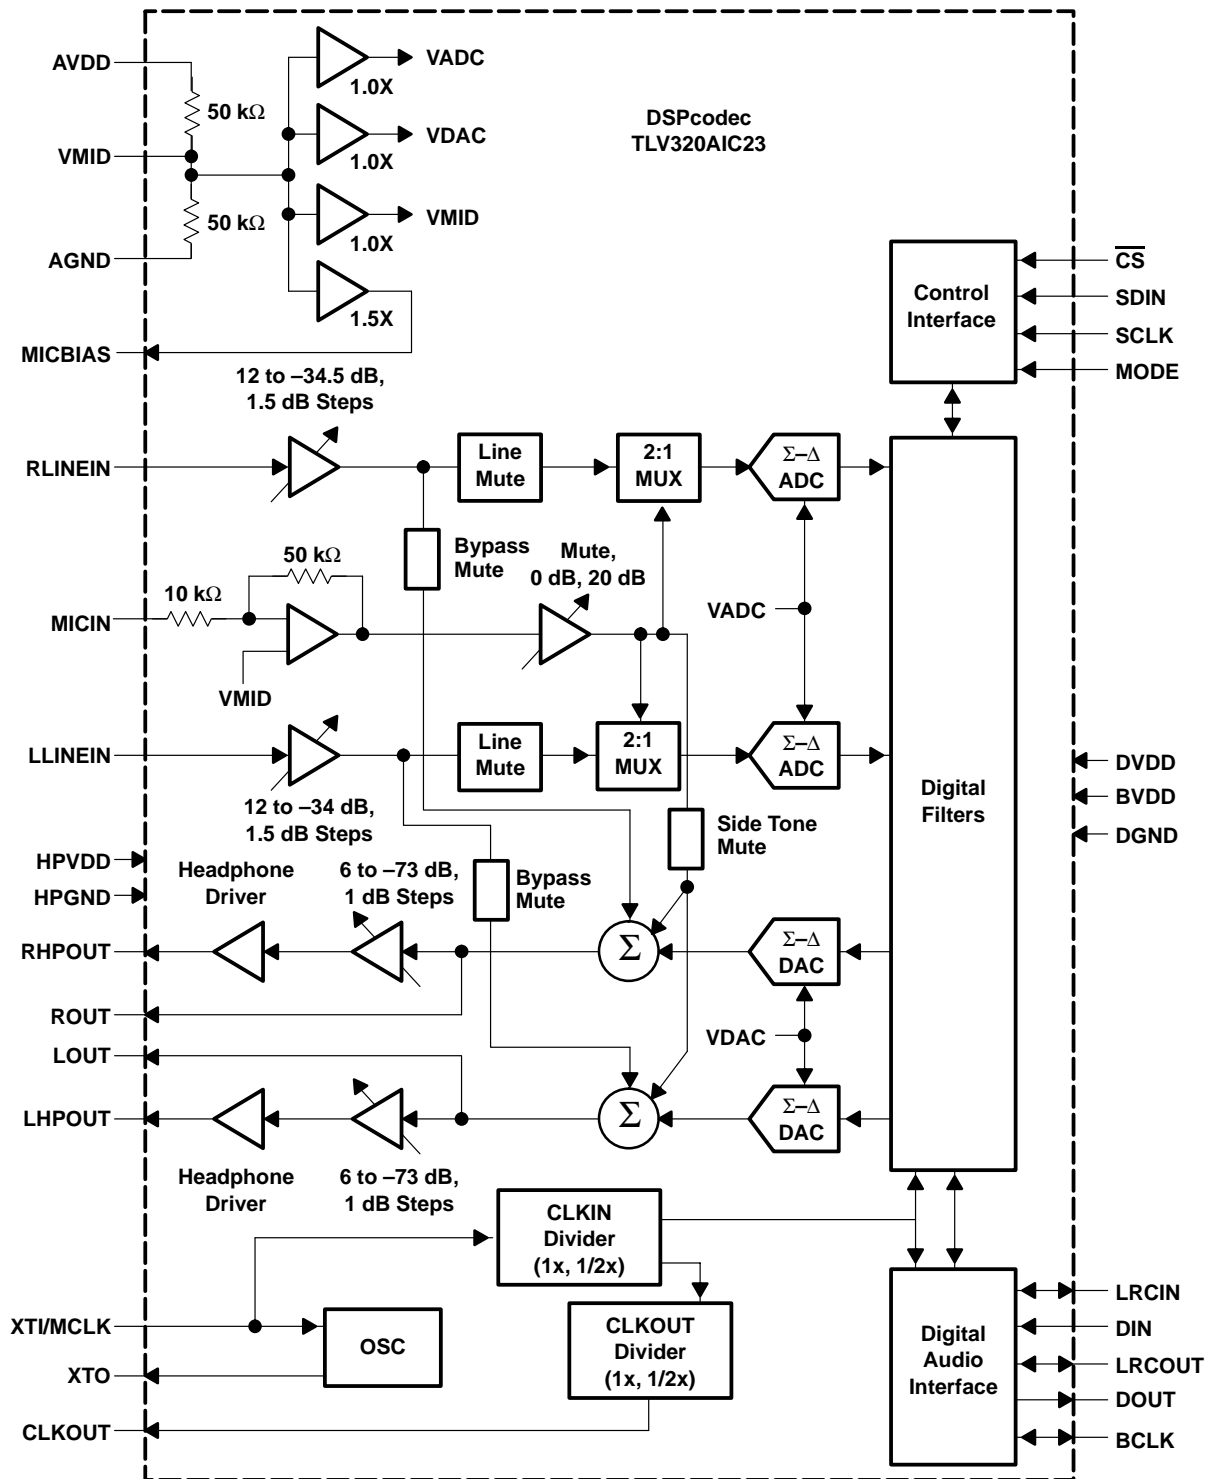 AVDD
50 kΩ
VMID
50 kΩ
AGND
MICBIAS
1.0X
VADC
1.0X
VDAC
1.0X
VMID
1.5X
DSPcodec
TLV320AIC23
Control
Interface
CS
SDIN
SCLK
MODE
12 to –34.5 dB,
1.5 dB Steps
RLINEIN
Line
Mute
2:1
MUX
Σ–Δ
ADC
Bypass
Mute
Mute,
0 dB, 20 dB
50 kΩ
10 kΩ
MICIN
VMID
VADC
LLINEIN
Line
Mute
2:1
MUX
Σ–Δ
ADC
12 to –34 dB,
1.5 dB Steps
Digital
Filters
DVDD
BVDD
DGND
Side Tone
Mute
Bypass
Mute
HPVDD
HPGND
Headphone
Driver
6 to –73 dB,
1 dB Steps
RHPOUT
Σ
Σ–Δ
DAC
ROUT
LOUT
VDAC
LHPOUT
Σ
Σ–Δ
DAC
Headphone
Driver
6 to –73 dB,
1 dB Steps
CLKIN
Divider
(1x, 1/2x)
XTI/MCLK
OSC
XTO
CLKOUT
Divider
(1x, 1/2x)
CLKOUT
Digital
Audio
Interface
LRCIN
DIN
LRCOUT
DOUT
BCLK